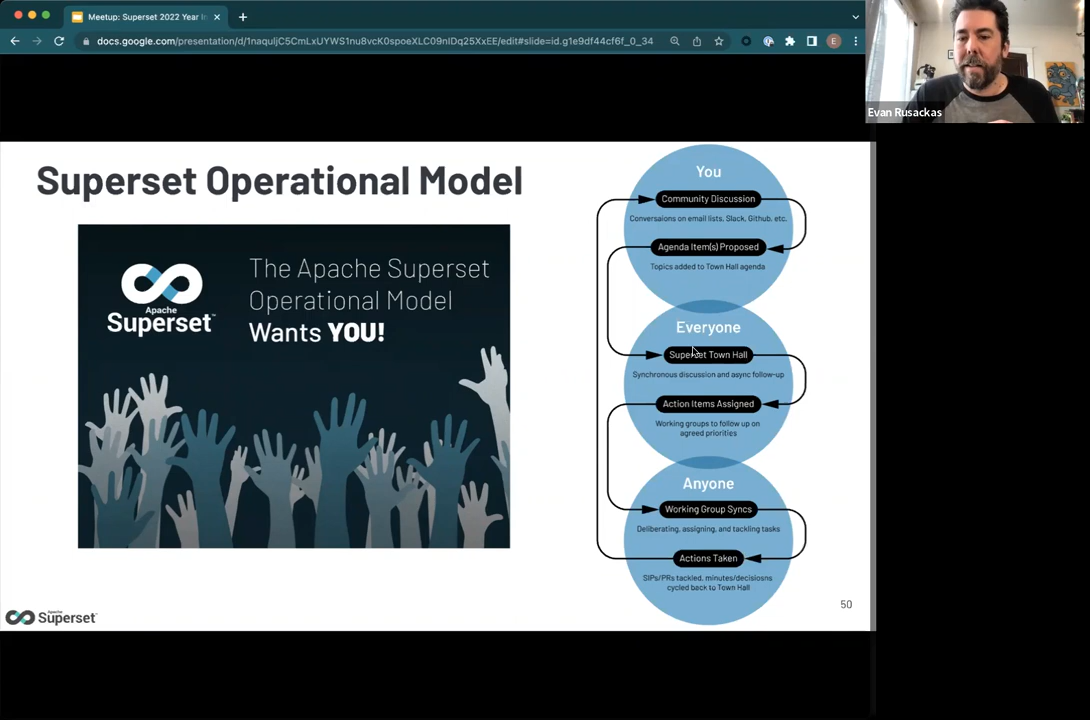 Meetup: Superset 2022 Year In
docs.google.com/presentation/d/1naquljC5CmLxUYWS1nu8vcK0spoeXLC09nIDq25XxEE/edit#slide=id.g1e9df44cf6f_0_34
E
Evan Rusackas
Superset Operational Model
Apache
Superset
The Apache Superset
Operational Model
Wants YOU!
You
Community Discussion
Conversaions on email lists, Slack, Github, etc.
Agenda Item(s) Proposed
Topics added to Town Hall agenda
Everyone
Superset Town Hall
Synchronous discussion and async follow-up
Action Items Assigned
Working groups to follow up on
agreed priorities
Anyone
Working Group Syncs
Deliberating, assigning, and tackling tasks
Actions Taken
SIPs/PRs tackled, minutes/decisiosns
cycled back to Town Hall
50
Apache
Superset